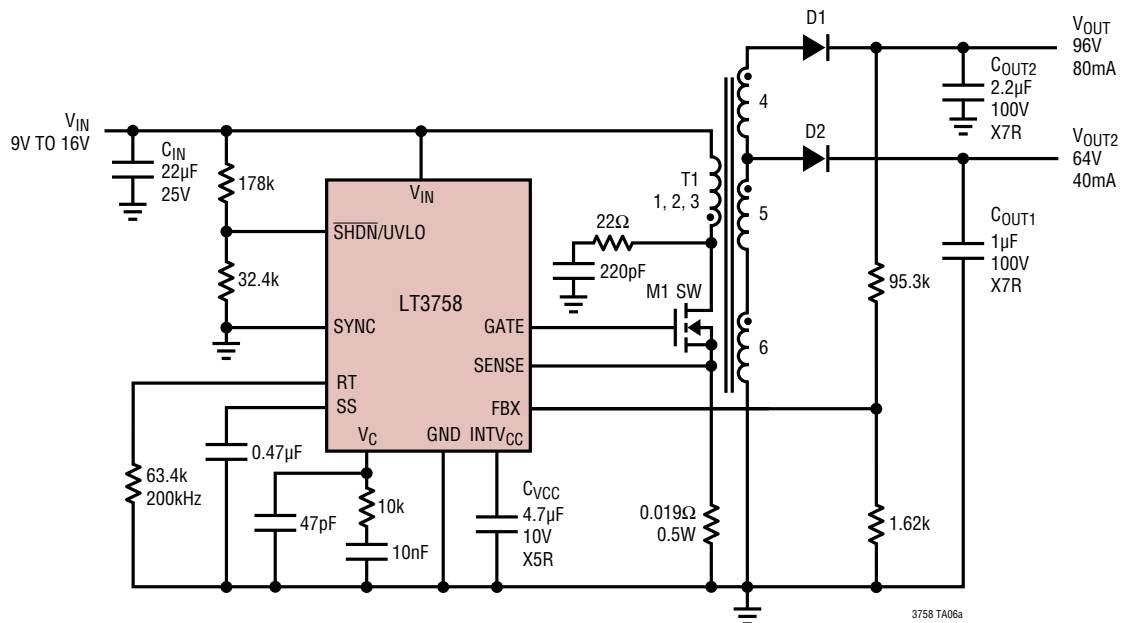 D1
VOUT
96V
80mA
COUT2
2.2µF
100V
X7R
4
VIN
9V TO 16V
CIN
22µF
25V
178k
VIN
T1
1, 2, 3
D2
VOUT2
64V
40mA
SHDN/UVLO
22Ω
5
COUT1
1µF
100V
X7R
220pF
32.4k
LT3758
M1 SW
95.3k
SYNC
GATE
6
SENSE
RT
SS
FBX
VC
GND
INTVCC
0.47µF
63.4k
200kHz
CVCC
4.7µF
10V
X5R
10k
47pF
10nF
0.019Ω
0.5W
1.62k
3758 TA06a